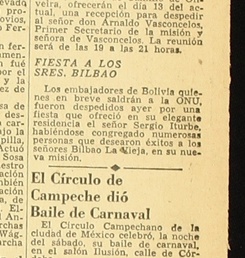 vera, ofrecerán el día 13 del ac-
tual, una recepción para despedir
al señor don Arnaldo Vasconcelos,
Primer Secretario de la misión y
señora de Vasconcelos. La reunión
será de las 19 a las 21 horas.
FIESTA A LOS
SRES. BILBAO
Los embajadores de Bolivia quie-
nes en breve saldrán a la ONU,
fueron despedidos ayer por una
fiesta que ofreció en su elegante
residencia el señor Sergio Iturbe,
habiéndose congregado numerosas
personas que desearon éxitos a los
señores Bilbao La Vieja, en su nue-
va misión.
El Círculo de
Campeche dió
Baile de Carnaval
El Círculo Campechano de la
ciudad de México celebró, la noche
del sábado, su baile de carnaval,
en el salón Ilusión, calle de Cór-